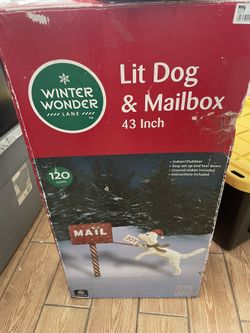 WINTER
WONDER
LANE
Lit Dog
& Mailbox
43 Inch
• Indoor/Outdoor
• Easy set up and tear down
• Ground stakes included
• Instructions included
120
LIGHTS
MAIL
JOY